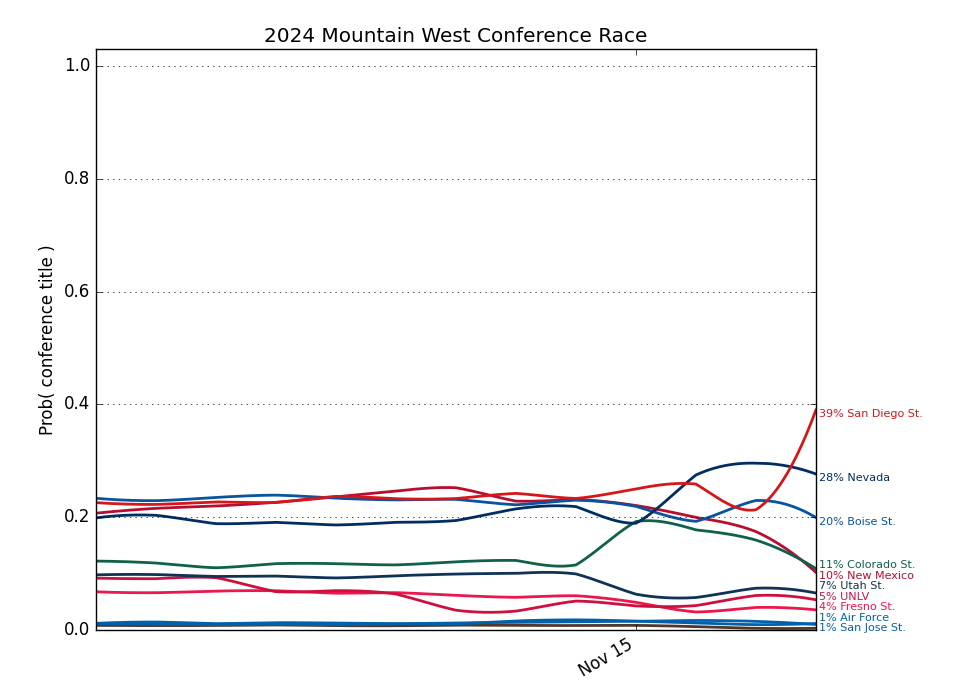 2024 Mountain West Conference Race
1.0
0.8
0.6
0.4
0.2
0.0
Prob( conference title )
Nov 15
39% San Diego St.
28% Nevada
20% Boise St.
11% Colorado St.
10% New Mexico
7% Utah St.
5% UNLV
4% Fresno St.
1% Air Force
1% San Jose St.